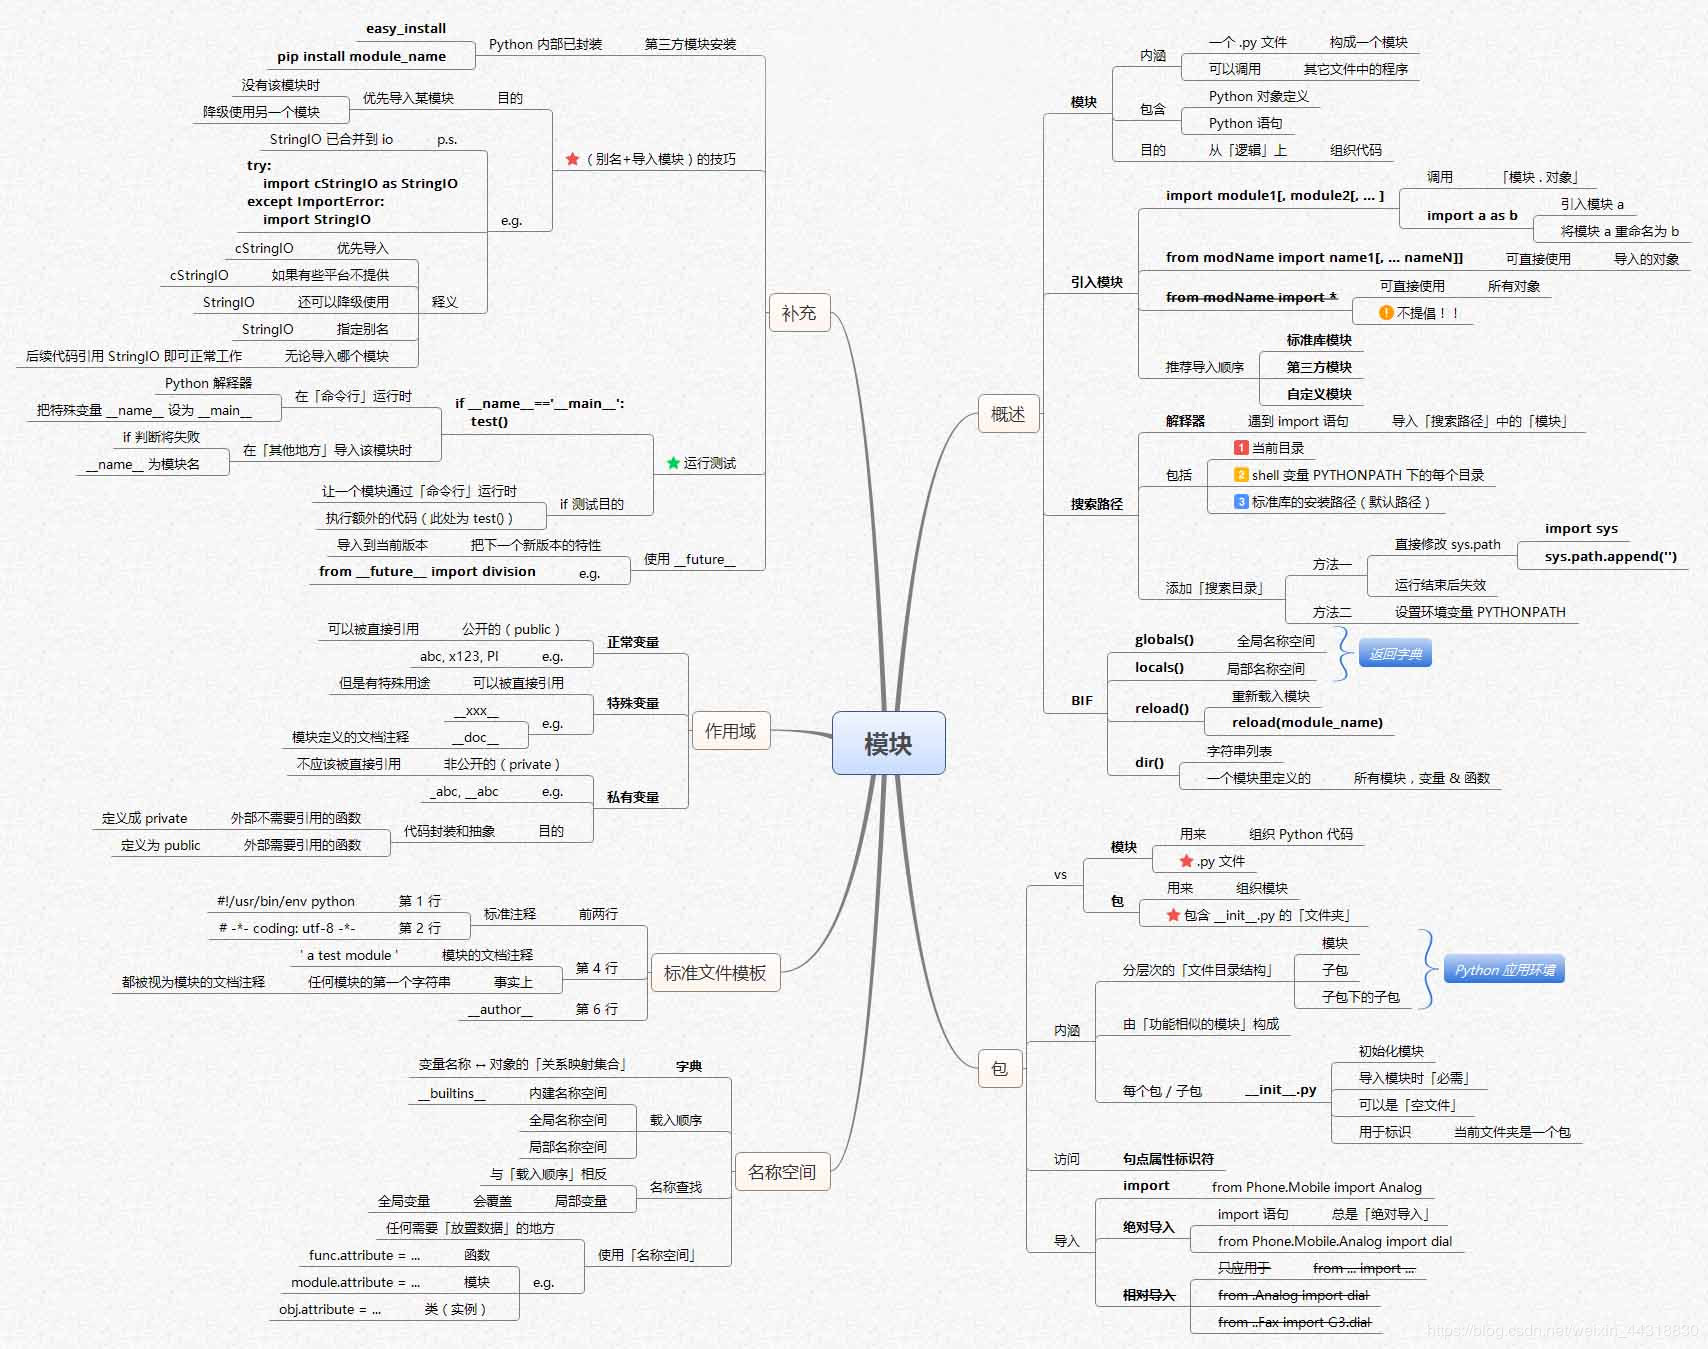 模块
概述
模块
内涵
一个 .py 文件 构成一个模块
可以调用 其它文件中的程序
包含
Python 对象定义
Python 语句
目的 从「逻辑」上 组织代码
引入模块
import module1[, module2[, ... ]
调用 「模块 . 对象」
import a as b
引入模块 a
将模块 a 重命名为 b
from modName import name1[, ... nameN]] 可直接使用 导入的对象
from modName import *
可直接使用 所有对象
不提倡！！
推荐导入顺序
标准库模块
第三方模块
自定义模块
搜索路径
解释器 遇到 import 语句 导入「搜索路径」中的「模块」
包括
1 当前目录
2 shell 变量 PYTHONPATH 下的每个目录
3 标准库的安装路径（默认路径）
添加「搜索目录」
方法一
直接修改 sys.path
import sys
sys.path.append('')
运行结束后失效
方法二 设置环境变量 PYTHONPATH
BIF
globals() 全局名称空间
locals() 局部名称空间
返回字典
reload()
重新载入模块
reload(module_name)
dir()
字符串列表
一个模块里定义的 所有模块，变量 & 函数
包
vs
模块
用来 组织 Python 代码
.py 文件
包
用来 组织模块
包含 __init__.py 的「文件夹」
内涵
分层次的「文件目录结构」
模块
子包
子包下的子包
Python 应用环境
由「功能相似的模块」构成
每个包 / 子包 __init__.py
初始化模块
导入模块时「必需」
可以是「空文件」
用于标识 当前文件夹是一个包
访问 句点属性标识符
导入
import from Phone.Mobile import Analog
绝对导入
import 语句 总是「绝对导入」
from Phone.Mobile.Analog import dial
相对导入
只应用于 from ... import ...
from .Analog import dial
from ..Fax import G3.dial
补充
第三方模块安装 Python 内部已封装
easy_install
pip install module_name
（别名+导入模块）的技巧
目的 优先导入某模块
没有该模块时
降级使用另一个模块
e.g.
p.s. StringIO 已合并到 io
try:
import cStringIO as StringIO
except ImportError:
import StringIO
释义
优先导入 cStringIO
如果有些平台不提供 cStringIO
还可以降级使用 StringIO
指定别名 StringIO
无论导入哪个模块 后续代码引用 StringIO 即可正常工作
运行测试
if __name__=='__main__':
test()
在「命令行」运行时
Python 解释器
把特殊变量 __name__ 设为 __main__
在「其他地方」导入该模块时
if 判断将失败
__name__ 为模块名
if 测试目的
让一个模块通过「命令行」运行时
执行额外的代码（此处为 test()）
使用 __future__
把下一个新版本的特性 导入到当前版本
e.g. from __future__ import division
作用域
正常变量
公开的（public） 可以被直接引用
e.g. abc, x123, PI
特殊变量
可以被直接引用 但是有特殊用途
e.g.
__xxx__
__doc__ 模块定义的文档注释
私有变量
非公开的（private） 不应该被直接引用
e.g. _abc, __abc
目的 代码封装和抽象
外部不需要引用的函数 定义成 private
外部需要引用的函数 定义为 public
标准文件模板
前两行 标准注释
第 1 行 #!/usr/bin/env python
第 2 行 # -*- coding: utf-8 -*-
第 4 行
模块的文档注释 ' a test module '
事实上 任何模块的第一个字符串 都被视为模块的文档注释
第 6 行 __author__
名称空间
字典 变量名称 ↔ 对象的「关系映射集合」
载入顺序
内建名称空间 __builtins__
全局名称空间
局部名称空间
名称查找
与「载入顺序」相反
局部变量 会覆盖 全局变量
使用「名称空间」
任何需要「放置数据」的地方
e.g.
函数 func.attribute = ...
模块 module.attribute = ...
类（实例） obj.attribute = ...
https://blog.csdn.net/weixin_44318830